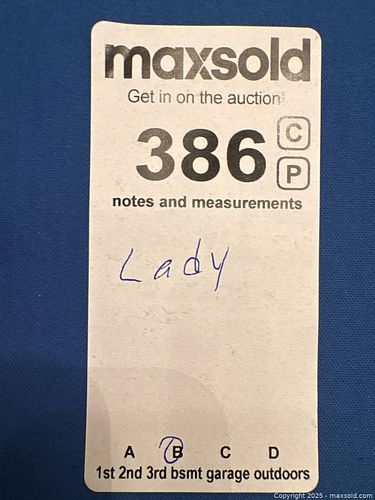 maxsold
Get in on the auction!
386 C
P
notes and measurements
Lady
A B C D
1st 2nd 3rd bsmt garage outdoors
Copyright 2025 - maxsold.com